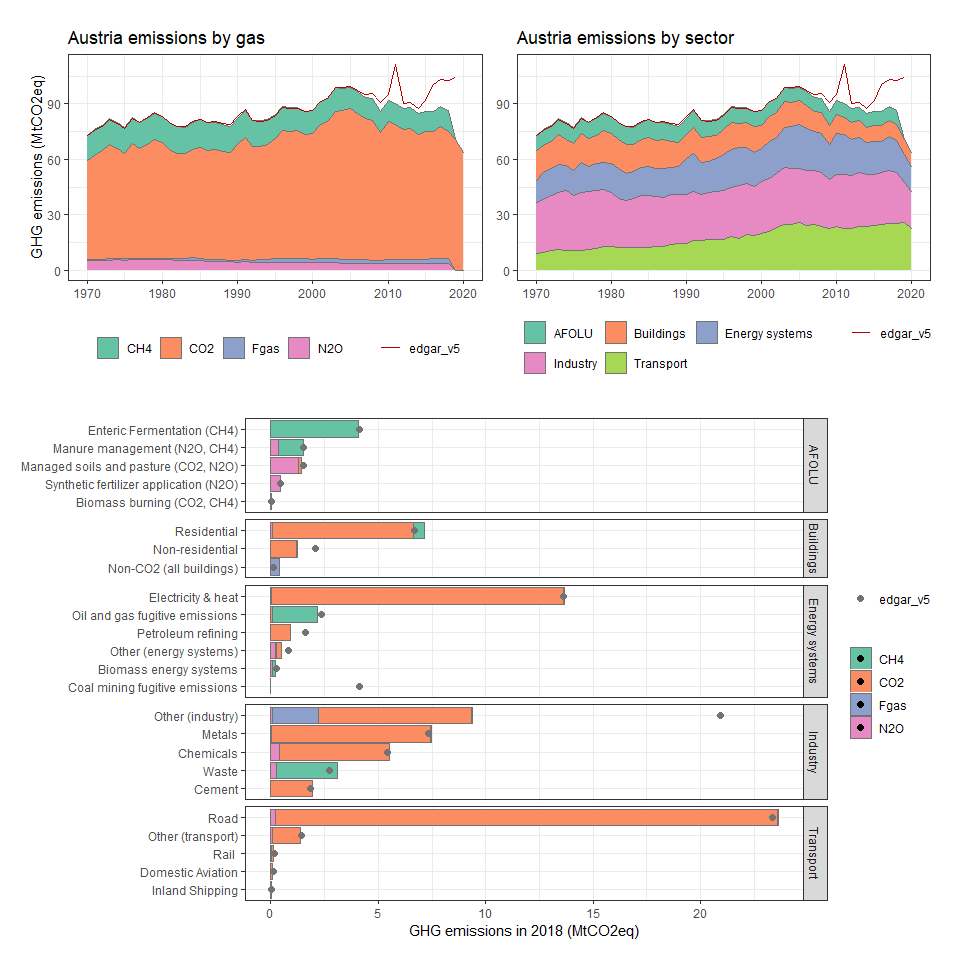 Austria emissions by gas
GHG emissions (MtCO2eq)
90
60
30
0
1970 1980 1990 2000 2010 2020
CH4 CO2 Fgas N2O edgar_v5
Austria emissions by sector
90
60
30
0
1970 1980 1990 2000 2010 2020
AFOLU Buildings Energy systems edgar_v5
Industry Transport
Enteric Fermentation (CH4)
Manure management (N2O, CH4)
Managed soils and pasture (CO2, N2O)
Synthetic fertilizer application (N2O)
Biomass burning (CO2, CH4)
AFOLU
Residential
Non-residential
Non-CO2 (all buildings)
Buildings
Electricity & heat
Oil and gas fugitive emissions
Petroleum refining
Other (energy systems)
Biomass energy systems
Coal mining fugitive emissions
Energy systems
Other (industry)
Metals
Chemicals
Waste
Cement
Industry
Road
Other (transport)
Rail
Domestic Aviation
Inland Shipping
Transport
0 5 10 15 20
GHG emissions in 2018 (MtCO2eq)
edgar_v5
CH4
CO2
Fgas
N2O